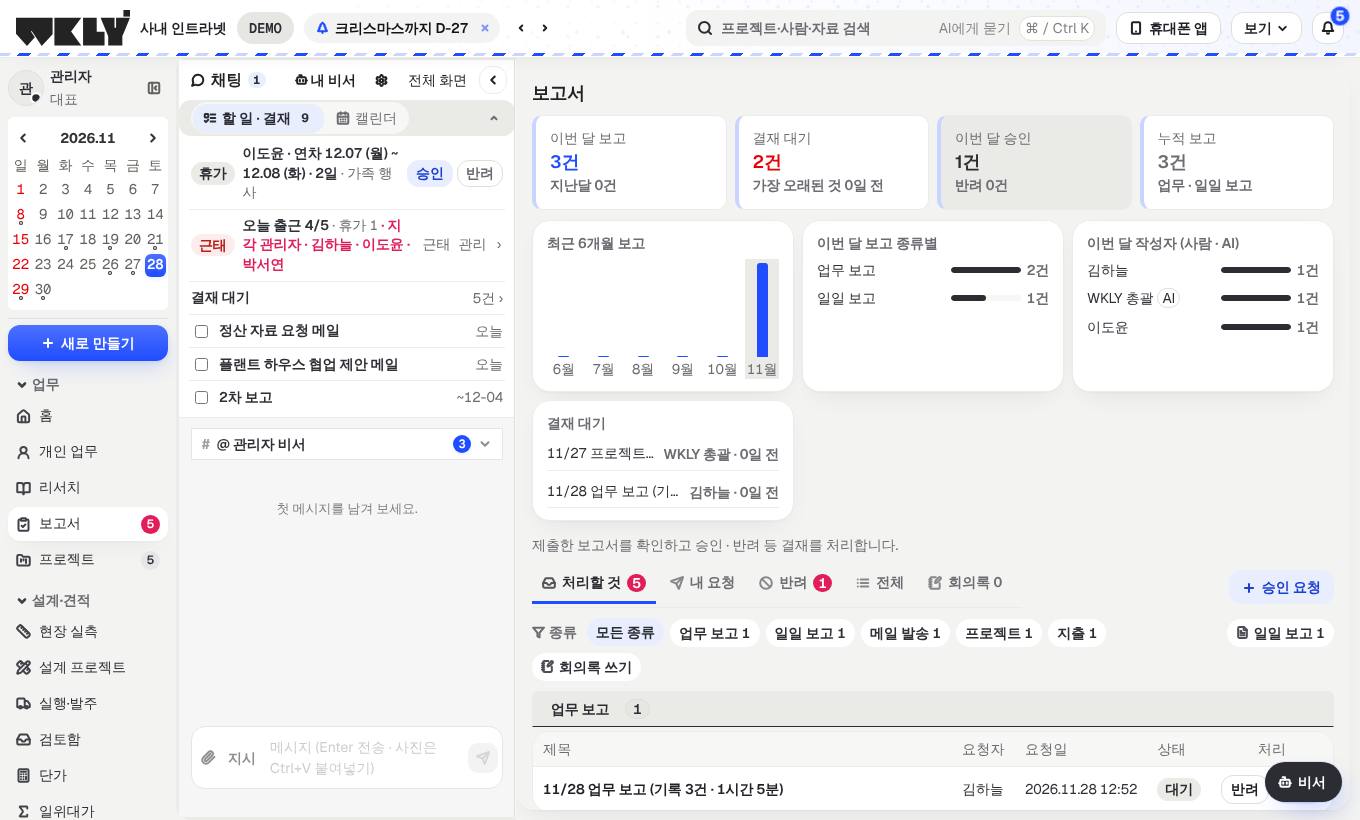 WKLY 사내 인트라넷 DEMO 크리스마스까지 D-27 × ‹ › 프로젝트·사람·자료 검색 AI에게 묻기 ⌘ / Ctrl K 휴대폰 앱 보기 5
관 관리자
대표
2026.11
일 월 화 수 목 금 토
1 2 3 4 5 6 7
8 9 10 11 12 13 14
15 16 17 18 19 20 21
22 23 24 25 26 27 28
29 30
+ 새로 만들기
업무
홈
개인 업무
리서치
보고서 5
프로젝트 5
설계·견적
현장 실측
설계 프로젝트
실행·발주
검토함
단가
일위대가
채팅 1 내 비서 전체 화면
할 일 · 결재 9 캘린더
휴가 이도윤 · 연차 12.07 (월) ~
12.08 (화) · 2일 · 가족 행
사
승인 반려
근태 오늘 출근 4/5 · 휴가 1 · 지
각 관리자 · 김하늘 · 이도윤 ·
박서연
근태 관리 ›
결재 대기 5건 ›
정산 자료 요청 메일 오늘
플랜트 하우스 협업 제안 메일 오늘
2차 보고 ~12-04
# @ 관리자 비서 3
첫 메시지를 남겨 보세요.
지시 메시지 (Enter 전송 · 사진은
Ctrl+V 붙여넣기)
보고서
이번 달 보고
3건
지난달 0건
결재 대기
2건
가장 오래된 것 0일 전
이번 달 승인
1건
반려 0건
누적 보고
3건
업무 · 일일 보고
최근 6개월 보고
6월 7월 8월 9월 10월 11월
이번 달 보고 종류별
업무 보고 2건
일일 보고 1건
이번 달 작성자 (사람 · AI)
김하늘 1건
WKLY 총괄 AI 1건
이도윤 1건
결재 대기
11/27 프로젝트... WKLY 총괄 · 0일 전
11/28 업무 보고 (기... 김하늘 · 0일 전
제출한 보고서를 확인하고 승인 · 반려 등 결재를 처리합니다.
처리할 것 5 내 요청 반려 1 전체 회의록 0 + 승인 요청
종류 모든 종류 업무 보고 1 일일 보고 1 메일 발송 1 프로젝트 1 지출 1 일일 보고 1
회의록 쓰기
업무 보고 1
제목 요청자 요청일 상태 처리
11/28 업무 보고 (기록 3건 · 1시간 5분) 김하늘 2026.11.28 12:52 대기 반려
비서